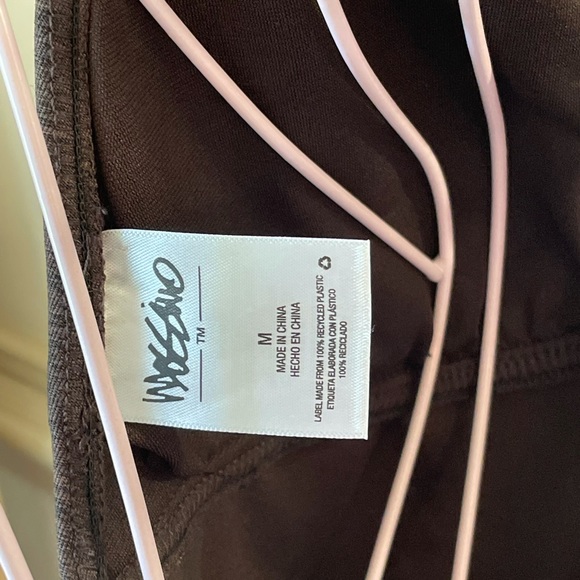 Mossimo
TM
M
MADE IN CHINA
HECHO EN CHINA
LABEL MADE FROM 100% RECYCLED PLASTIC
ETIQUETA ELABORADA CON PLÁSTICO
100% RECICLADO